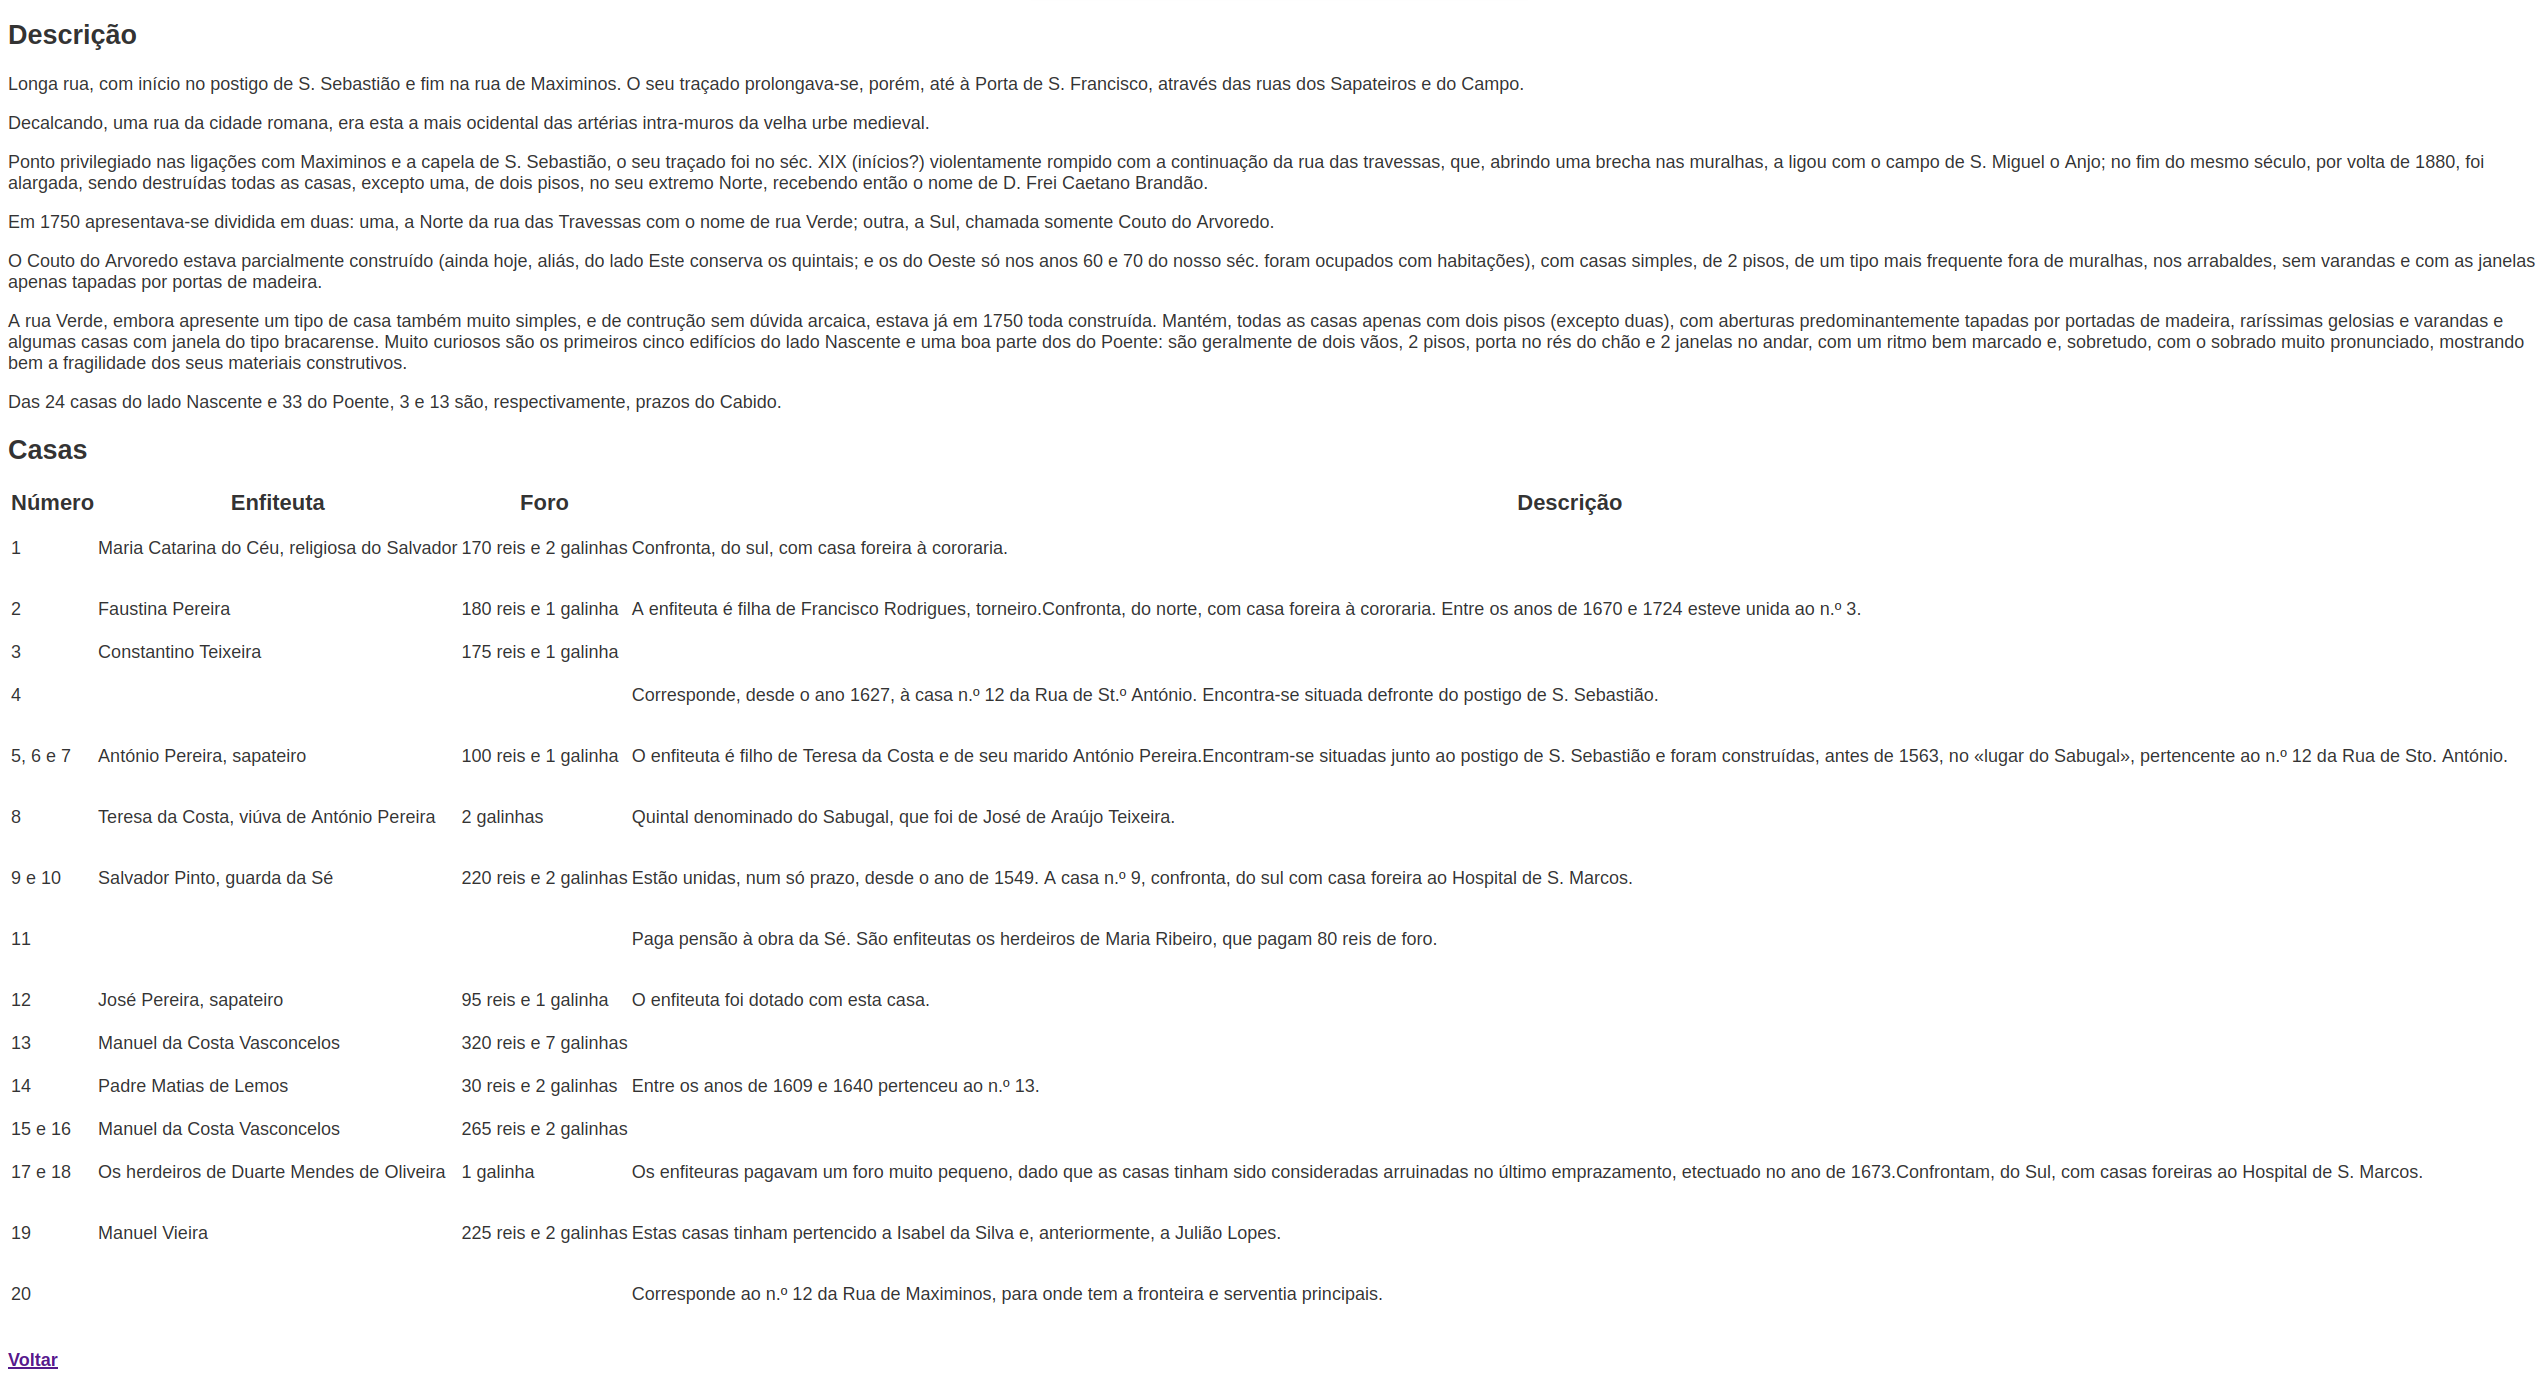 Descrição
Longa rua, com início no postigo de S. Sebastião e fim na rua de Maximinos. O seu traçado prolongava-se, porém, até à Porta de S. Francisco, através das ruas dos Sapateiros e do Campo.
Decalcando, uma rua da cidade romana, era esta a mais ocidental das artérias intra-muros da velha urbe medieval.
Ponto privilegiado nas ligações com Maximinos e a capela de S. Sebastião, o seu traçado foi no séc. XIX (inícios?) violentamente rompido com a continuação da rua das travessas, que, abrindo uma brecha nas muralhas, a ligou com o campo de S. Miguel o Anjo; no fim do mesmo século, por volta de 1880, foi
alargada, sendo destruídas todas as casas, excepto uma, de dois pisos, no seu extremo Norte, recebendo então o nome de D. Frei Caetano Brandão.
Em 1750 apresentava-se dividida em duas: uma, a Norte da rua das Travessas com o nome de rua Verde; outra, a Sul, chamada somente Couto do Arvoredo.
O Couto do Arvoredo estava parcialmente construído (ainda hoje, aliás, do lado Este conserva os quintais; e os do Oeste só nos anos 60 e 70 do nosso séc. foram ocupados com habitações), com casas simples, de 2 pisos, de um tipo mais frequente fora de muralhas, nos arrabaldes, sem varandas e com as janelas
apenas tapadas por portas de madeira.
A rua Verde, embora apresente um tipo de casa também muito simples, e de contrução sem dúvida arcaica, estava já em 1750 toda construída. Mantém, todas as casas apenas com dois pisos (excepto duas), com aberturas predominantemente tapadas por portadas de madeira, raríssimas gelosias e varandas e
algumas casas com janela do tipo bracarense. Muito curiosos são os primeiros cinco edifícios do lado Nascente e uma boa parte dos do Poente: são geralmente de dois vãos, 2 pisos, porta no rés do chão e 2 janelas no andar, com um ritmo bem marcado e, sobretudo, com o sobrado muito pronunciado, mostrando
bem a fragilidade dos seus materiais construtivos.
Das 24 casas do lado Nascente e 33 do Poente, 3 e 13 são, respectivamente, prazos do Cabido.
Casas
Número Enfiteuta Foro Descrição
1 Maria Catarina do Céu, religiosa do Salvador 170 reis e 2 galinhas Confronta, do sul, com casa foreira à cororaria.
2 Faustina Pereira 180 reis e 1 galinha A enfiteuta é filha de Francisco Rodrigues, torneiro.Confronta, do norte, com casa foreira à cororaria. Entre os anos de 1670 e 1724 esteve unida ao n.º 3.
3 Constantino Teixeira 175 reis e 1 galinha
4 Corresponde, desde o ano 1627, à casa n.º 12 da Rua de St.º António. Encontra-se situada defronte do postigo de S. Sebastião.
5, 6 e 7 António Pereira, sapateiro 100 reis e 1 galinha O enfiteuta é filho de Teresa da Costa e de seu marido António Pereira.Encontram-se situadas junto ao postigo de S. Sebastião e foram construídas, antes de 1563, no «lugar do Sabugal», pertencente ao n.º 12 da Rua de Sto. António.
8 Teresa da Costa, viúva de António Pereira 2 galinhas Quintal denominado do Sabugal, que foi de José de Araújo Teixeira.
9 e 10 Salvador Pinto, guarda da Sé 220 reis e 2 galinhas Estão unidas, num só prazo, desde o ano de 1549. A casa n.º 9, confronta, do sul com casa foreira ao Hospital de S. Marcos.
11 Paga pensão à obra da Sé. São enfiteutas os herdeiros de Maria Ribeiro, que pagam 80 reis de foro.
12 José Pereira, sapateiro 95 reis e 1 galinha O enfiteuta foi dotado com esta casa.
13 Manuel da Costa Vasconcelos 320 reis e 7 galinhas
14 Padre Matias de Lemos 30 reis e 2 galinhas Entre os anos de 1609 e 1640 pertenceu ao n.º 13.
15 e 16 Manuel da Costa Vasconcelos 265 reis e 2 galinhas
17 e 18 Os herdeiros de Duarte Mendes de Oliveira 1 galinha Os enfiteuras pagavam um foro muito pequeno, dado que as casas tinham sido consideradas arruinadas no último emprazamento, etectuado no ano de 1673.Confrontam, do Sul, com casas foreiras ao Hospital de S. Marcos.
19 Manuel Vieira 225 reis e 2 galinhas Estas casas tinham pertencido a Isabel da Silva e, anteriormente, a Julião Lopes.
20 Corresponde ao n.º 12 da Rua de Maximinos, para onde tem a fronteira e serventia principais.
Voltar